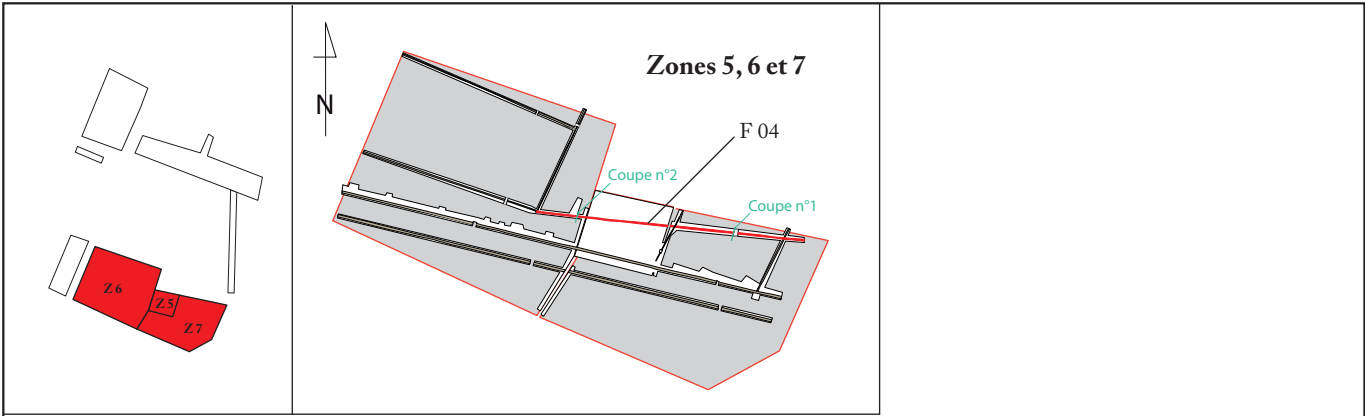 Z 6
Z 5
Z 7
N
Zones 5, 6 et 7
F 04
Coupe n°2
Coupe n°1